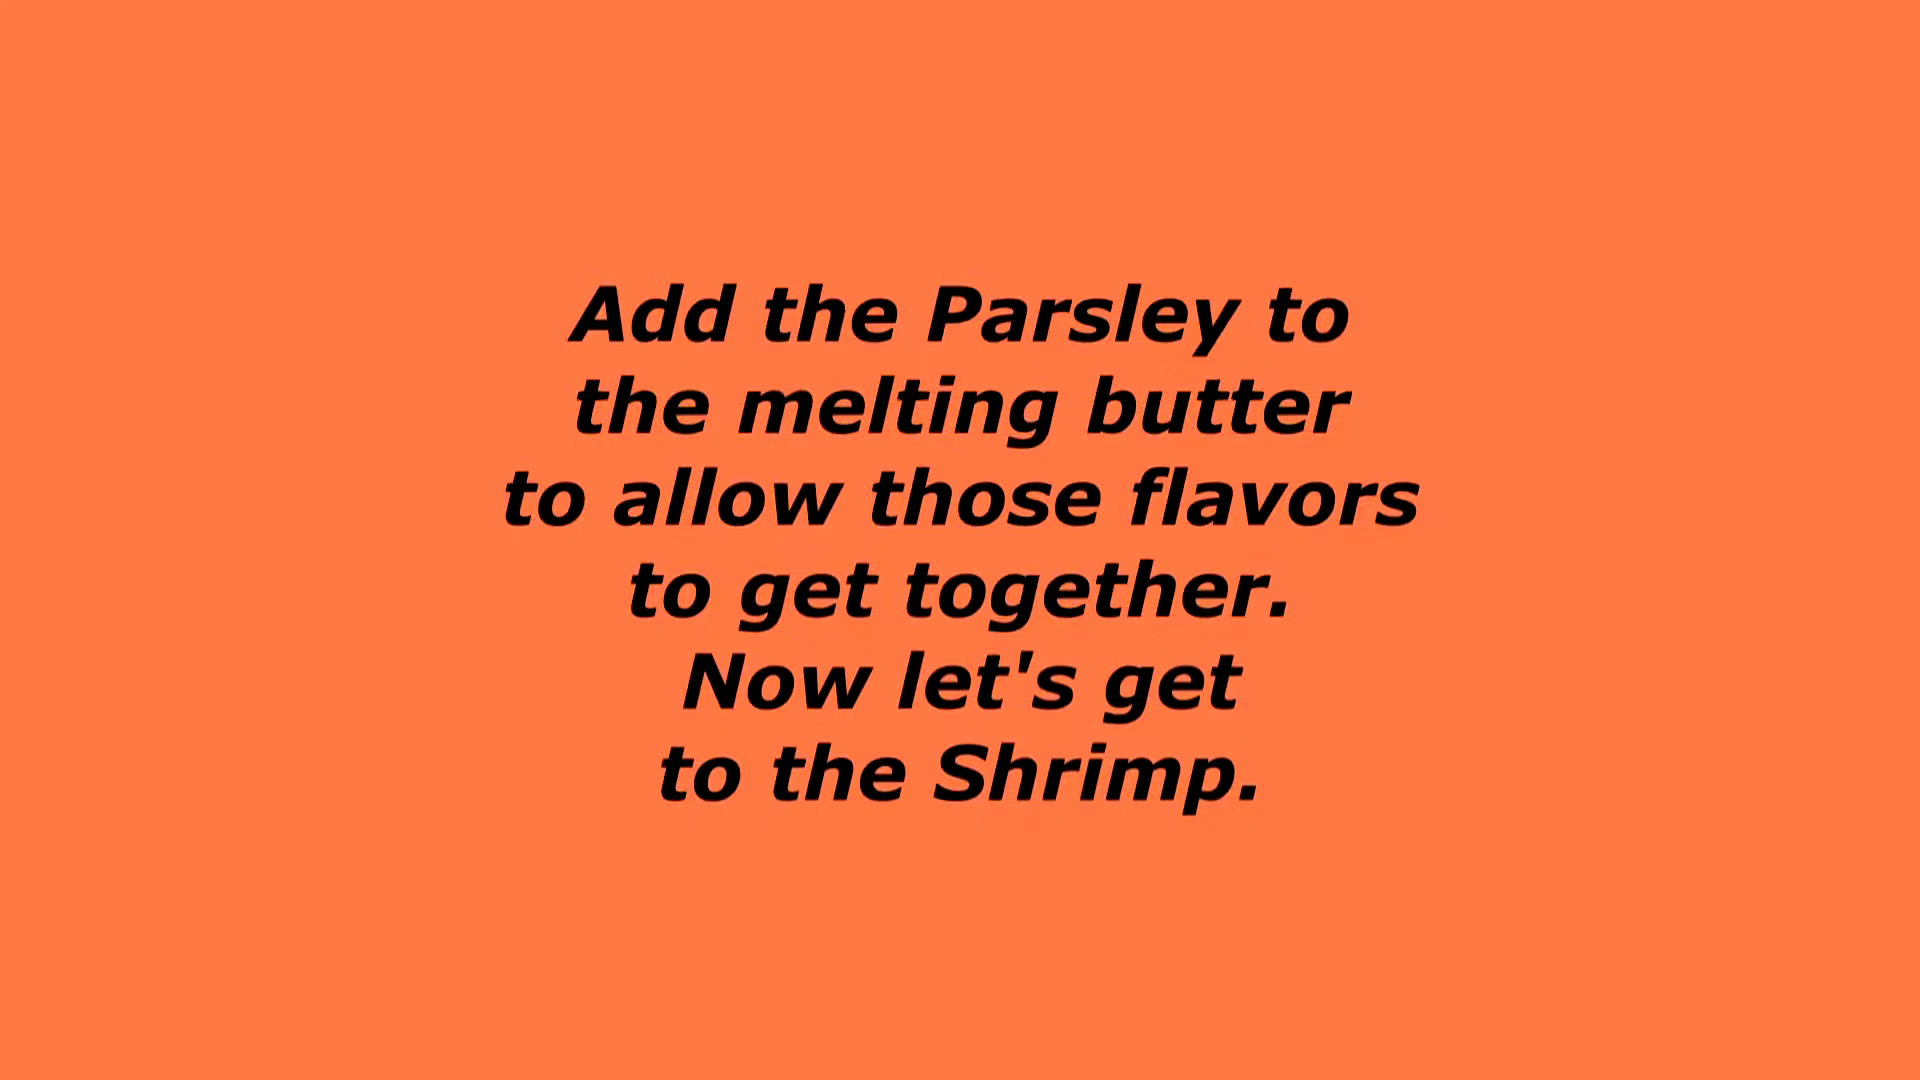 Add the Parsley to
the melting butter
to allow those flavors
to get together.
Now let's get
to the Shrimp.